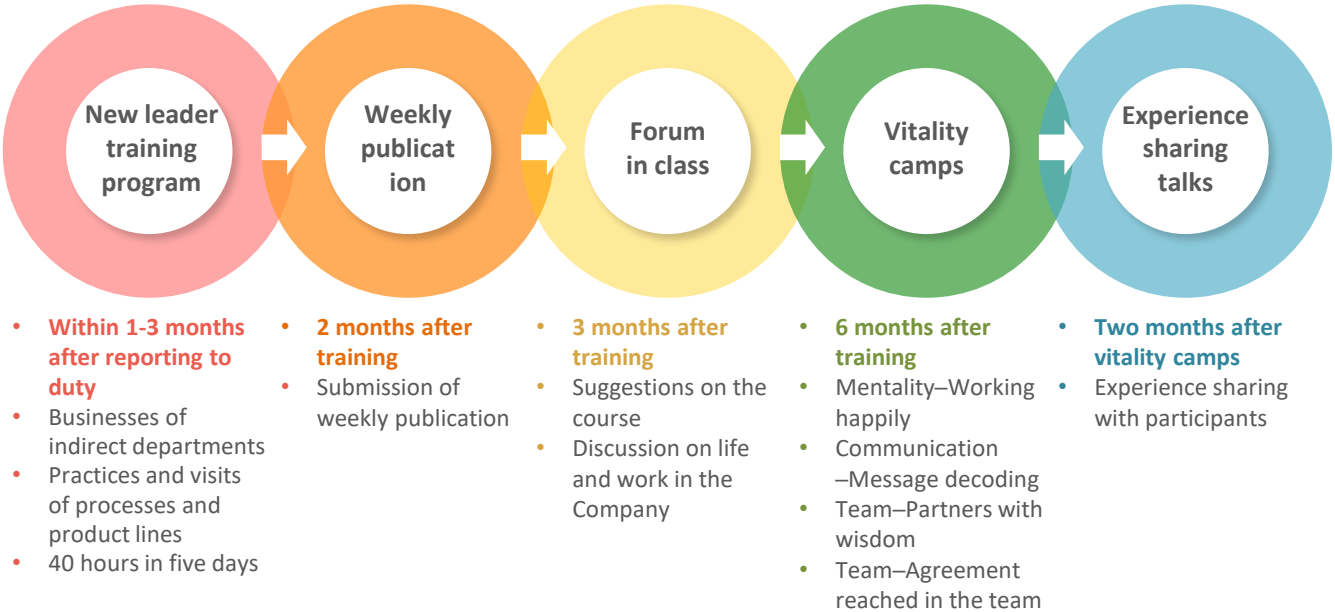 New leader
training
program
Weekly
publicat
ion
Forum
in class
Vitality
camps
Experience
sharing
talks
• Within 1-3 months
after reporting to
duty
• Businesses of
indirect departments
• Practices and visits
of processes and
product lines
• 40 hours in five days
• 2 months after
training
• Submission of
weekly publication
• 3 months after
training
• Suggestions on the
course
• Discussion on life
and work in the
Company
• 6 months after
training
• Mentality–Working
happily
• Communication
–Message decoding
• Team–Partners with
wisdom
• Team–Agreement
reached in the team
• Two months after
vitality camps
• Experience sharing
with participants